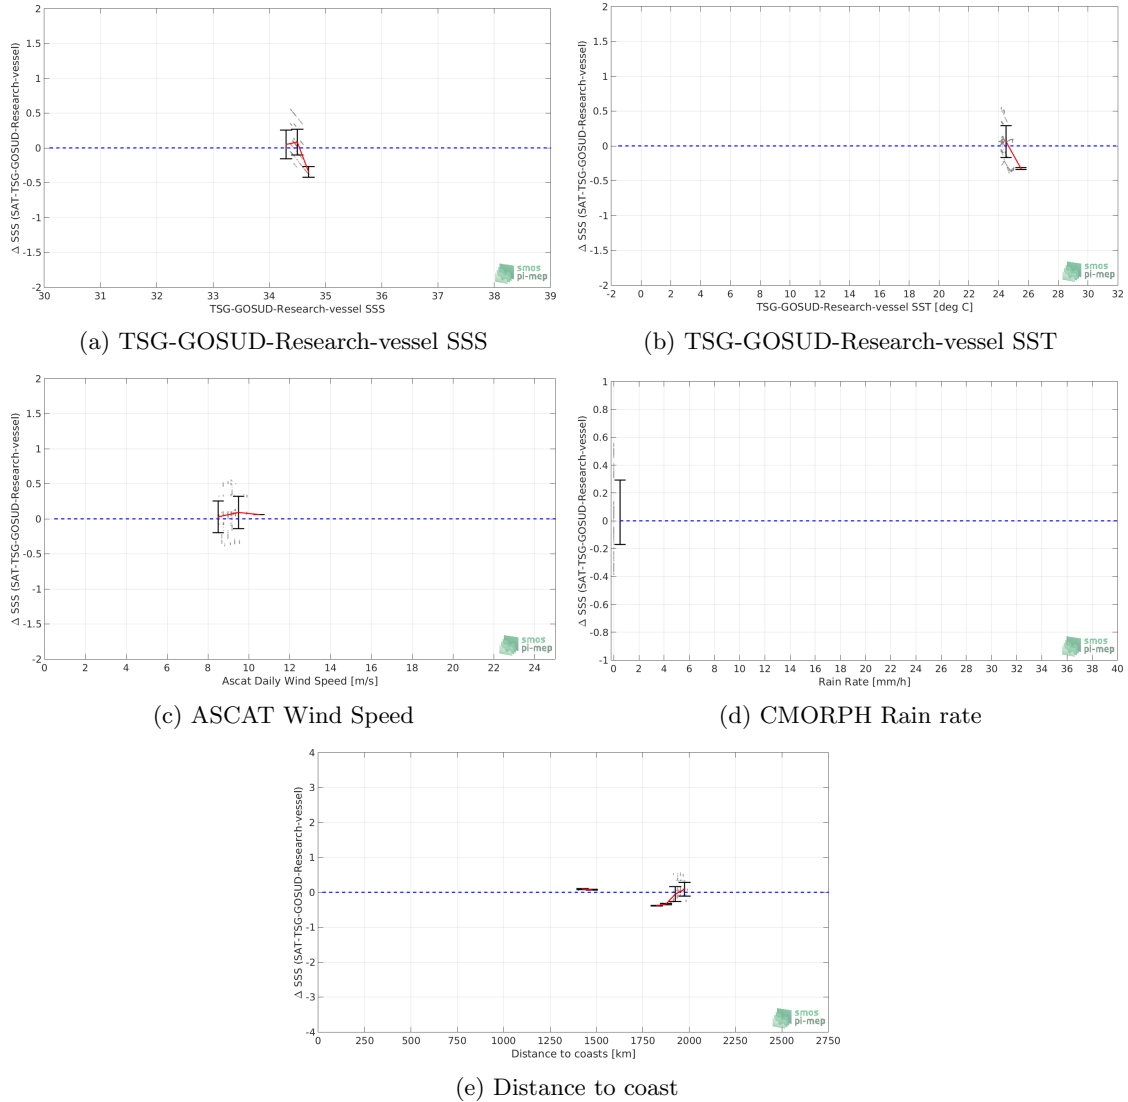 2
1.5
1
0.5
0
-0.5
-1
-1.5
-2
Δ SSS (SAT-TSG-GOSUD-Research-vessel)
30 31 32 33 34 35 36 37 38 39
TSG-GOSUD-Research-vessel SSS
smos
pi-mep
(a) TSG-GOSUD-Research-vessel SSS
2
1.5
1
0.5
0
-0.5
-1
-1.5
-2
Δ SSS (SAT-TSG-GOSUD-Research-vessel)
-2 0 2 4 6 8 10 12 14 16 18 20 22 24 26 28 30 32
TSG-GOSUD-Research-vessel SST [deg C]
smos
pi-mep
(b) TSG-GOSUD-Research-vessel SST
2
1.5
1
0.5
0
-0.5
-1
-1.5
-2
Δ SSS (SAT-TSG-GOSUD-Research-vessel)
0 2 4 6 8 10 12 14 16 18 20 22 24
Ascat Daily Wind Speed [m/s]
smos
pi-mep
(c) ASCAT Wind Speed
1
0.8
0.6
0.4
0.2
0
-0.2
-0.4
-0.6
-0.8
-1
Δ SSS (SAT-TSG-GOSUD-Research-vessel)
0 2 4 6 8 10 12 14 16 18 20 22 24 26 28 30 32 34 36 38 40
Rain Rate [mm/h]
smos
pi-mep
(d) CMORPH Rain rate
4
3
2
1
0
-1
-2
-3
-4
Δ SSS (SAT-TSG-GOSUD-Research-vessel)
0 250 500 750 1000 1250 1500 1750 2000 2250 2500 2750
Distance to coasts [km]
smos
pi-mep
(e) Distance to coast